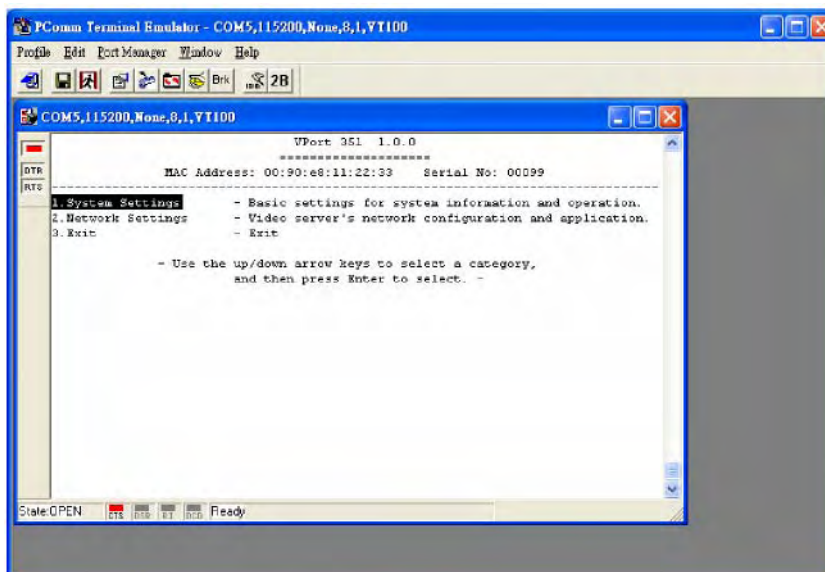 PComm Terminal Emulator - COM5,115200,None,8,1,VT100
Profile Edit Port Manager Window Help
Brk 2B
COM5,115200,None,8,1,VT100
DTR
RTS
VPort 351 1.0.0
====================
MAC Address: 00:90:e8:11:22:33 Serial No: 00099
--------------------------------------------------------------------------------
1.System Settings - Basic settings for system information and operation.
2.Network Settings - Video server's network configuration and application.
3.Exit - Exit
- Use the up/down arrow keys to select a category,
and then press Enter to select. -
State:OPEN CTS DSR RI DCD Ready